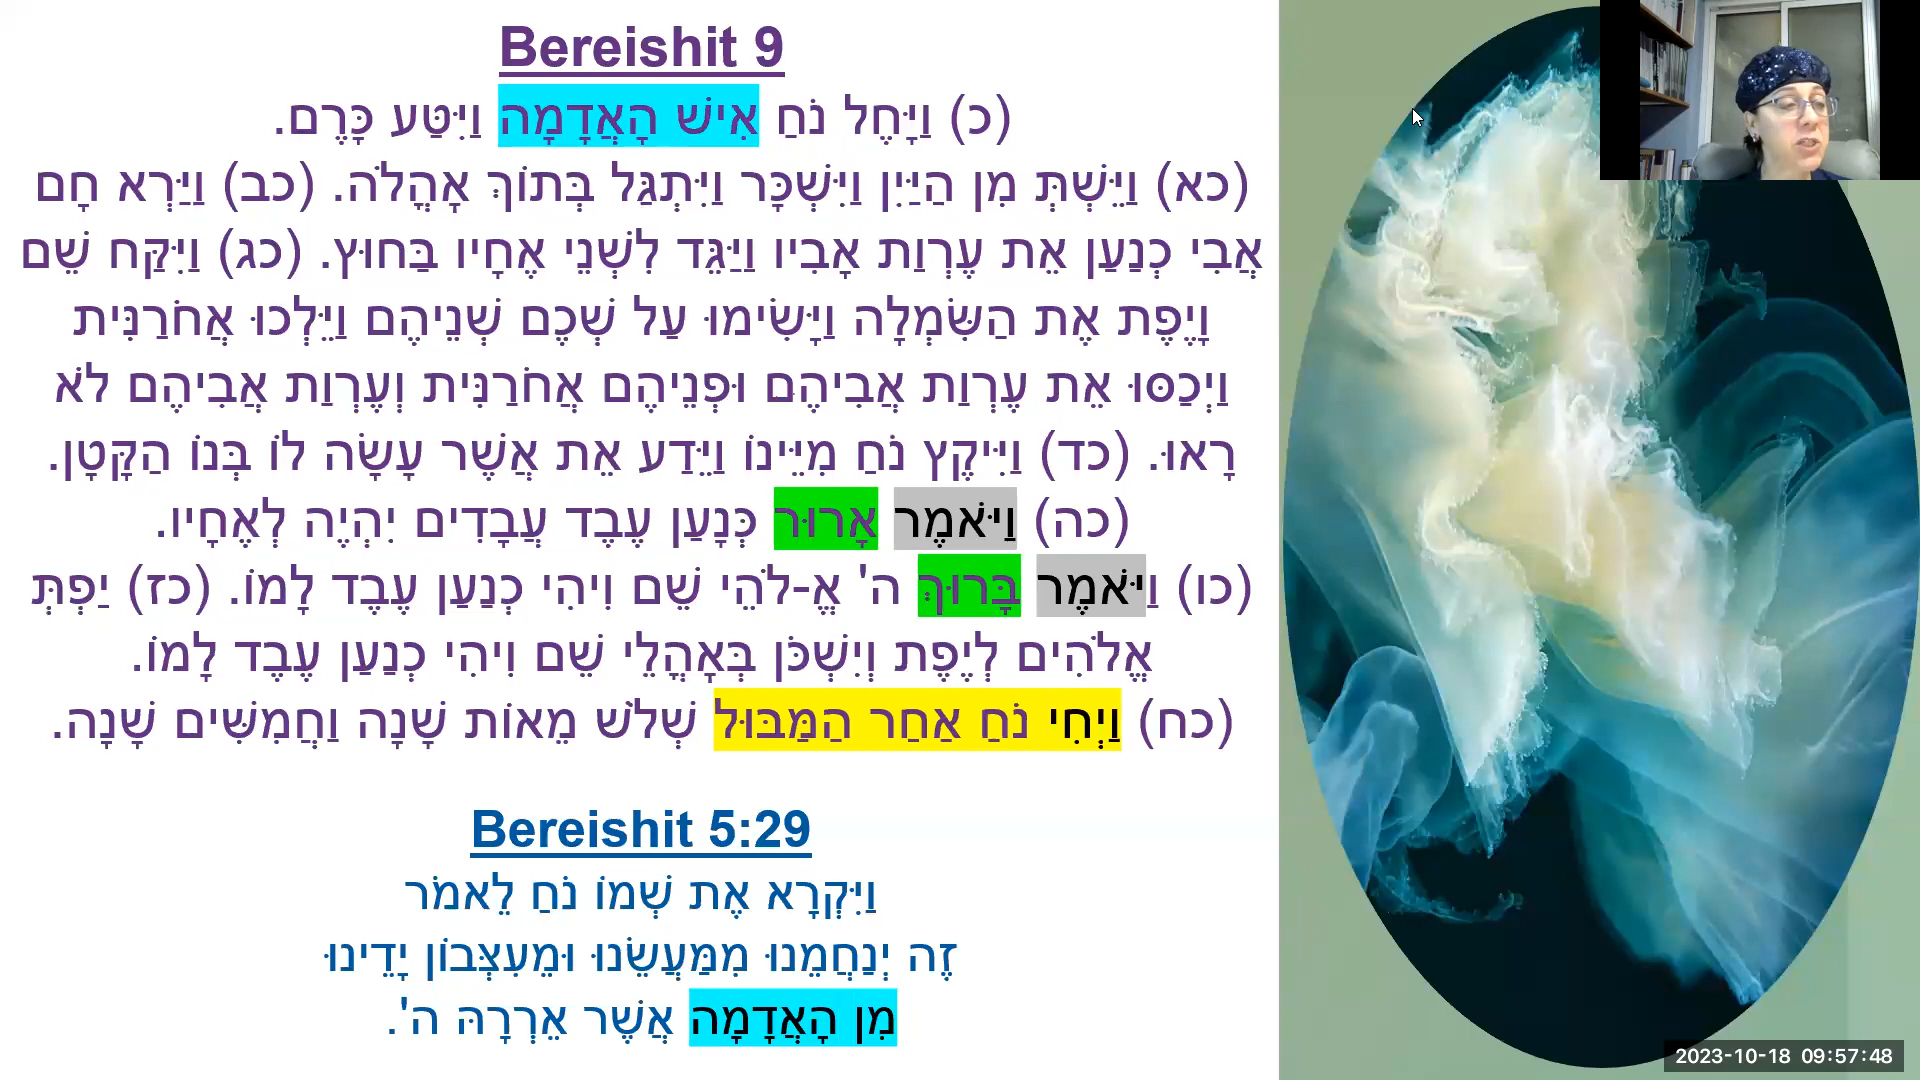 Bereishit 9
(כ) וַיָּחֶל נֹחַ אִישׁ הָאֲדָמָה וַיִּטַּע כָּרֶם.
(כא) וַיֵּשְׁתְּ מִן הַיַּיִן וַיִּשְׁכָּר וַיִּתְגַּל בְּתוֹךְ אָהֳלֹה. (כב) וַיַּרְא חָם
אֲבִי כְנַעַן אֵת עֶרְוַת אָבִיו וַיַּגֵּד לִשְׁנֵי אֶחָיו בַּחוּץ. (כג) וַיִּקַּח שֵׁם
וָיֶפֶת אֶת הַשִּׂמְלָה וַיָּשִׂימוּ עַל שְׁכֶם שְׁנֵיהֶם וַיֵּלְכוּ אֲחֹרַנִּית
וַיְכַסּוּ אֵת עֶרְוַת אֲבִיהֶם וּפְנֵיהֶם אֲחֹרַנִּית וְעֶרְוַת אֲבִיהֶם לֹא
רָאוּ. (כד) וַיִּיקֶץ נֹחַ מִיֵּינוֹ וַיֵּדַע אֵת אֲשֶׁר עָשָׂה לוֹ בְּנוֹ הַקָּטָן.
(כה) וַיֹּאמֶר אָרוּר כְּנָעַן עֶבֶד עֲבָדִים יִהְיֶה לְאֶחָיו.
(כו) וַיֹּאמֶר בָּרוּךְ ה' אֱ-לֹהֵי שֵׁם וִיהִי כְנַעַן עֶבֶד לָמוֹ. (כז) יַפְתְּ
אֱלֹהִים לְיֶפֶת וְיִשְׁכֹּן בְּאָהֳלֵי שֵׁם וִיהִי כְנַעַן עֶבֶד לָמוֹ.
(כח) וַיְחִי נֹחַ אַחַר הַמַּבּוּל שְׁלֹשׁ מֵאוֹת שָׁנָה וַחֲמִשִּׁים שָׁנָה.
Bereishit 5:29
וַיִּקְרָא אֶת שְׁמוֹ נֹחַ לֵאמֹר
זֶה יְנַחֲמֵנוּ מִמַּעֲשֵׂנוּ וּמֵעִצְּבוֹן יָדֵינוּ
מִן הָאֲדָמָה אֲשֶׁר אֵרְרָהּ ה'.
2023-10-18 09:57:48